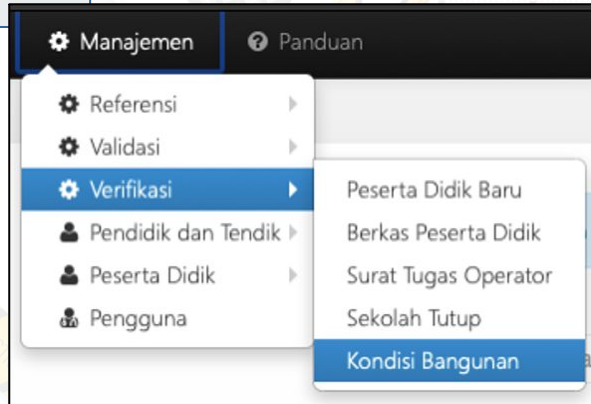 Manajemen
Panduan
Referensi
Validasi
Verifikasi
Pendidik dan Tendik
Peserta Didik
Pengguna
Peserta Didik Baru
Berkas Peserta Didik
Surat Tugas Operator
Sekolah Tutup
Kondisi Bangunan